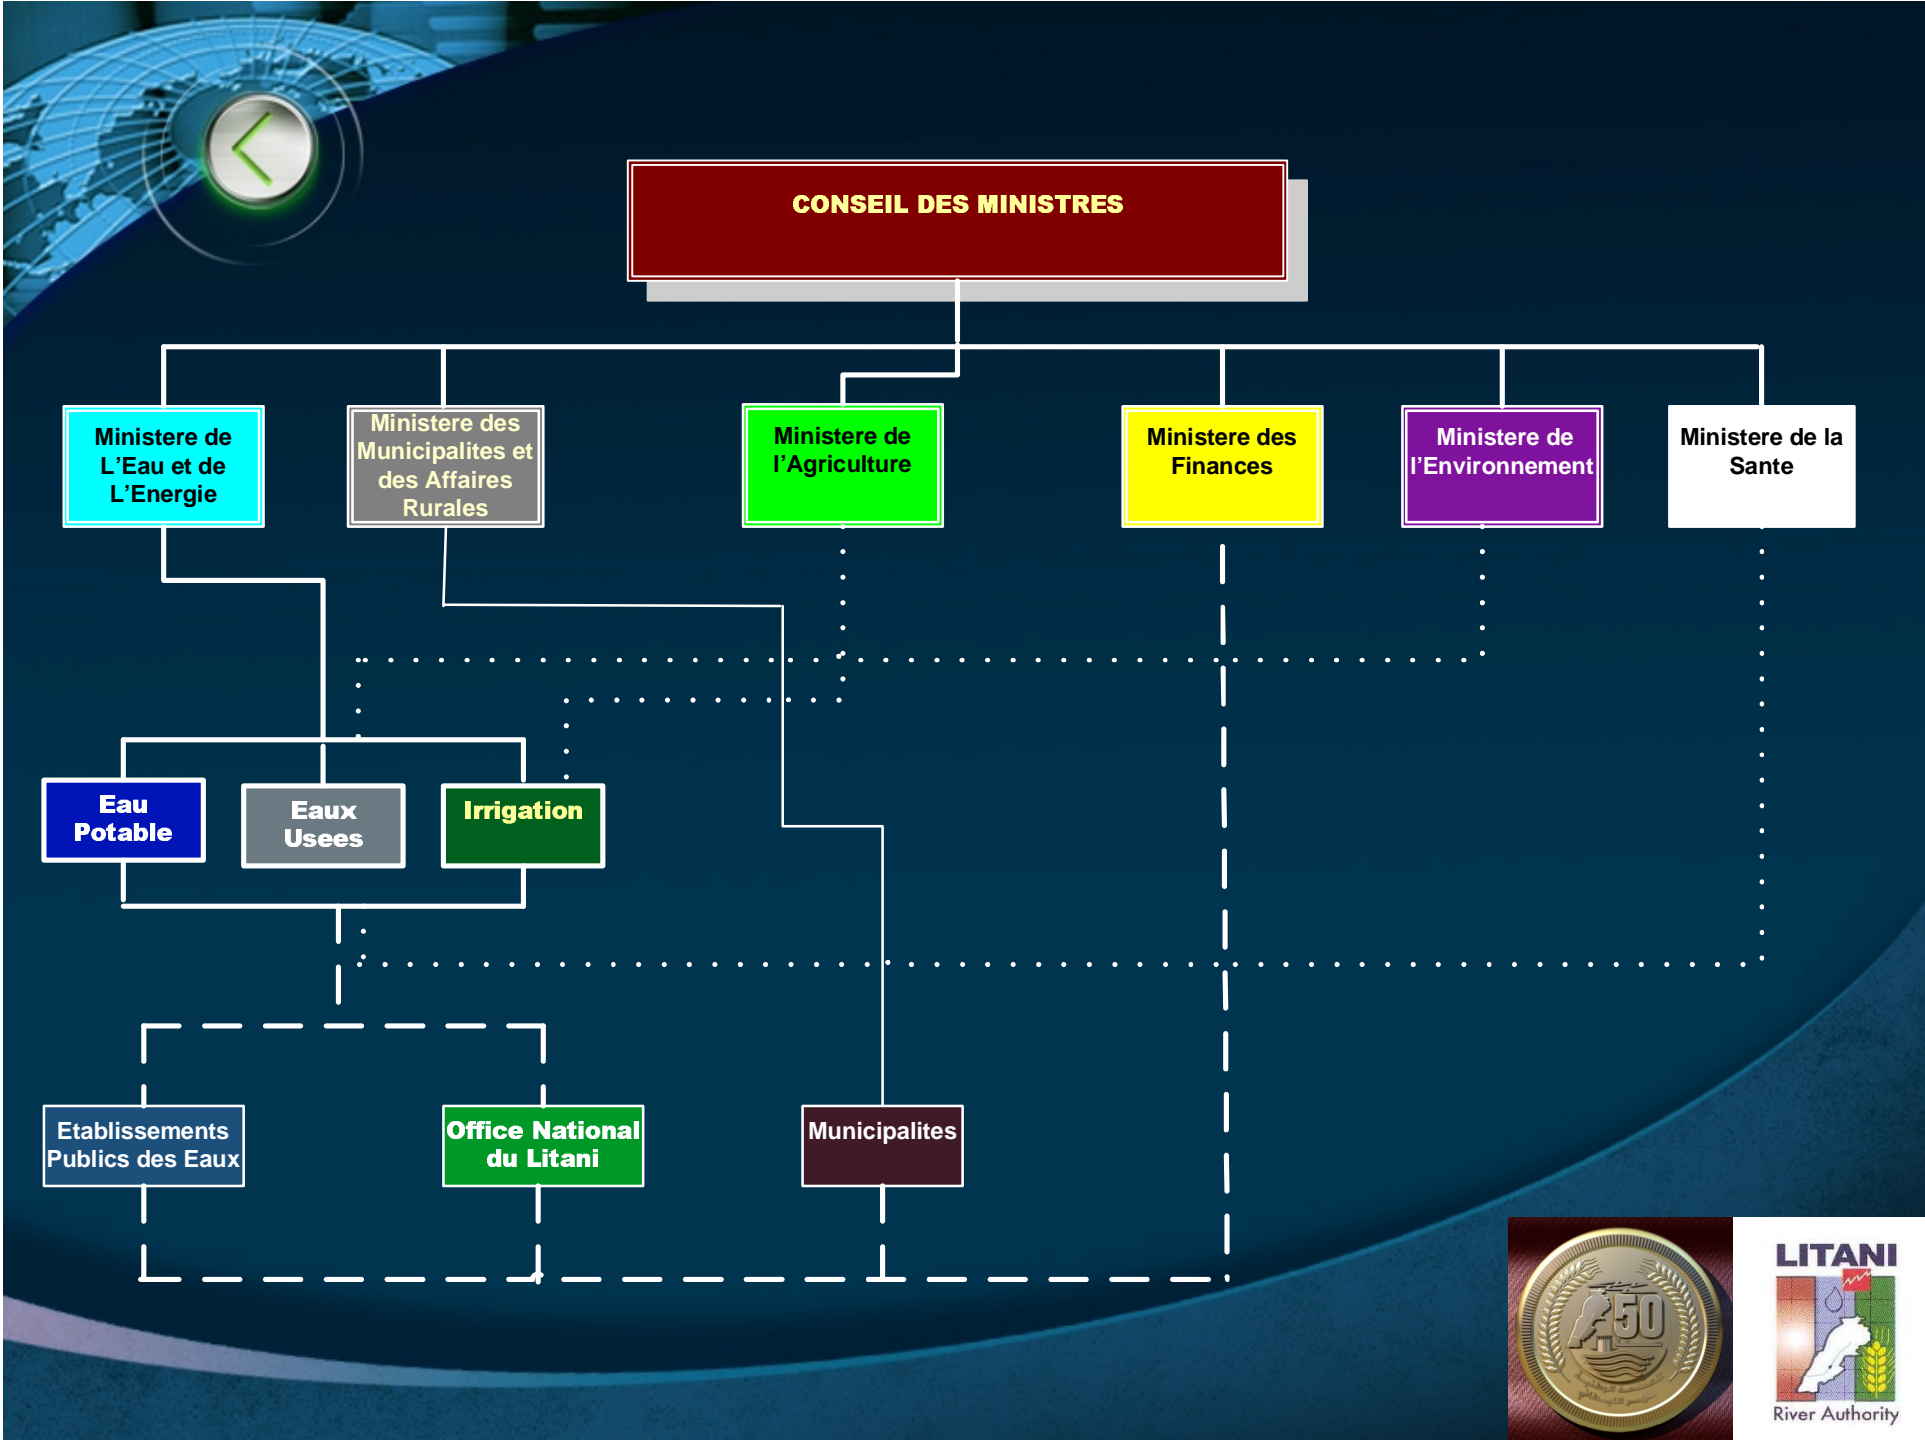 CONSEIL DES MINISTRES
Ministere de
L'Eau et de
L'Energie
Ministere des
Municipalites et
des Affaires
Rurales
Ministere de
l'Agriculture
Ministere des
Finances
Ministere de
l'Environnement
Ministere de la
Sante
Eau
Potable
Eaux
Usees
Irrigation
Etablissements
Publics des Eaux
Office National
du Litani
Municipalites
50
LITANI
River Authority